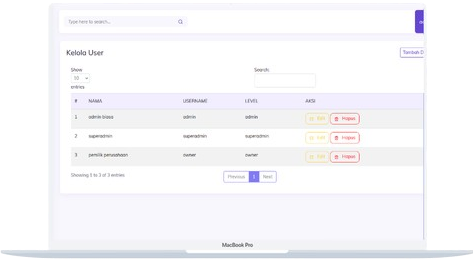 Type here to search...
Kelola User
Tambah D
Show
10
entries
Search:
# NAMA USERNAME LEVEL AKSI
1 admin biasa admin admin Edit Hapus
2 superadmin superadmin superadmin Edit Hapus
3 pemilik perusahaan owner owner Edit Hapus
Showing 1 to 3 of 3 entries
Previous 1 Next
MacBook Pro